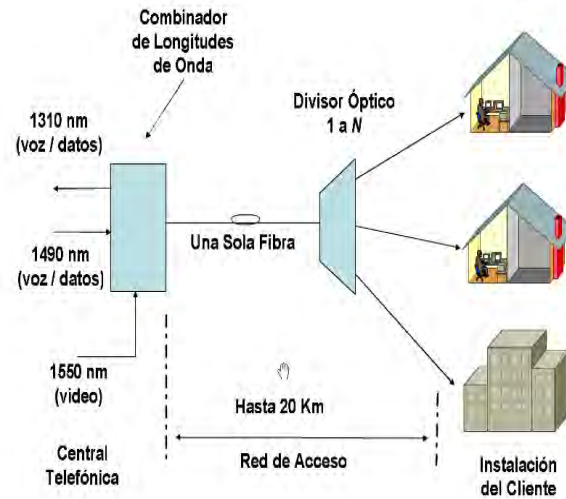 Combinador
de Longitudes
de Onda
1310 nm
(voz / datos)
Divisor Óptico
1 a N
1490 nm
(voz / datos)
Una Sola Fibra
1550 nm
(video)
Hasta 20 Km
Central
Telefónica
Red de Acceso
Instalación
del Cliente